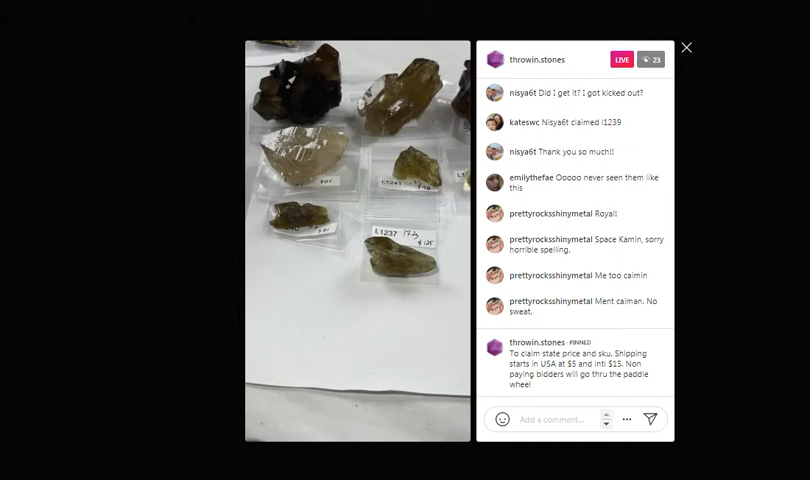 throwin.stones
LIVE
23
nisya6t Did I get it? I got kicked out?
kateswc Nisya6t claimed l1239
nisya6t Thank you so much!!
emilythefae Ooooo never seen them like
this
prettyrocksshinymetal Royal!
prettyrocksshinymetal Space Kamin, sorry
horrible spelling.
prettyrocksshinymetal Me too caimin
prettyrocksshinymetal Ment caiman. No
sweat.
throwin.stones · PINNED
To claim state price and sku. Shipping
starts in USA at $5 and intl $15. Non
paying bidders will go thru the paddle
wheel
Add a comment...
L1241
L1237 17.2g
$125